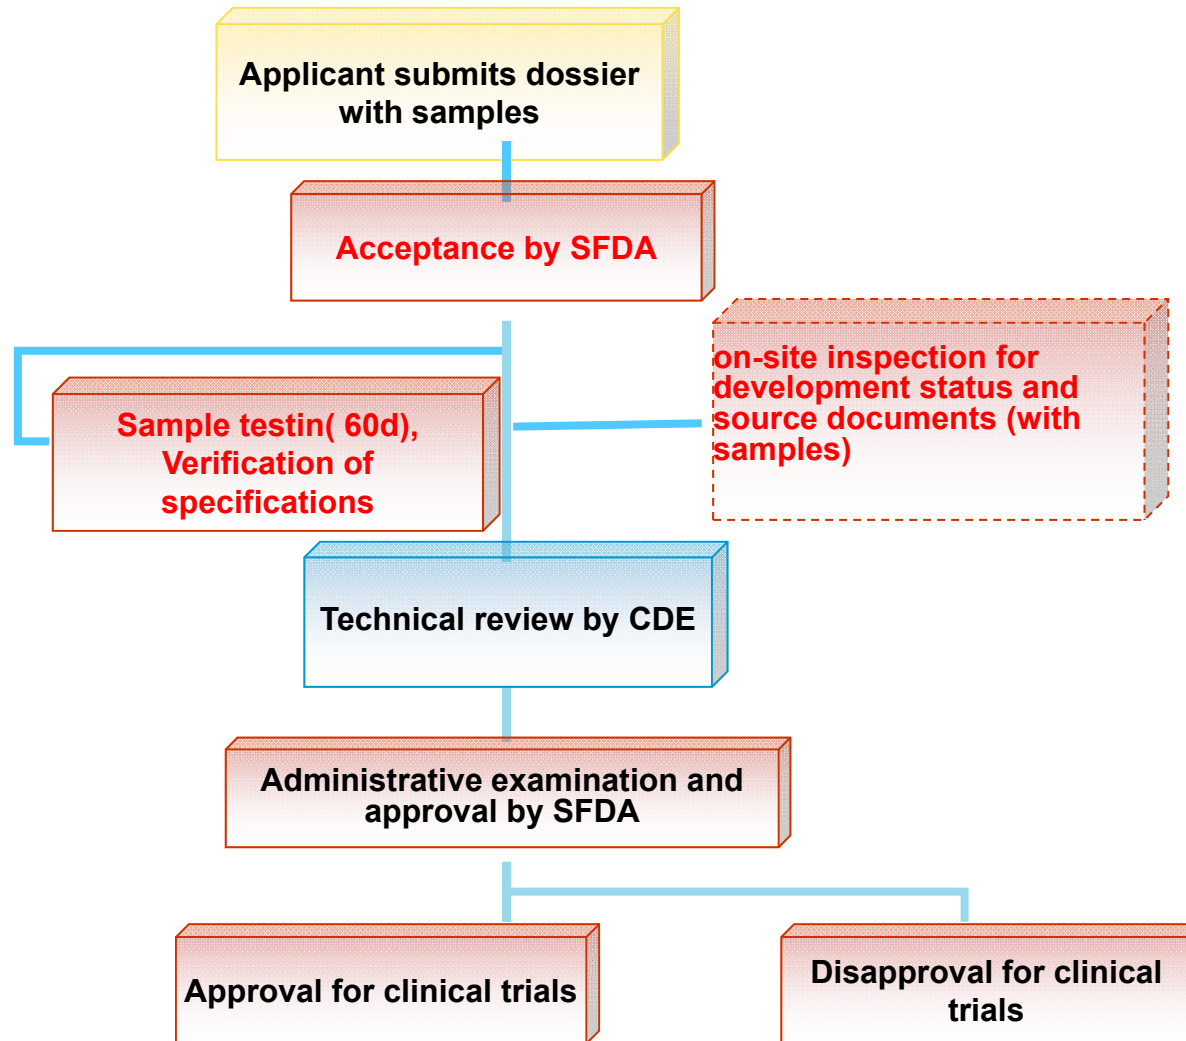 Applicant submits dossier
with samples
Acceptance by SFDA
on-site inspection for
development status and
source documents (with
samples)
Sample testin( 60d),
Verification of
specifications
Technical review by CDE
Administrative examination and
approval by SFDA
Approval for clinical trials
Disapproval for clinical
trials